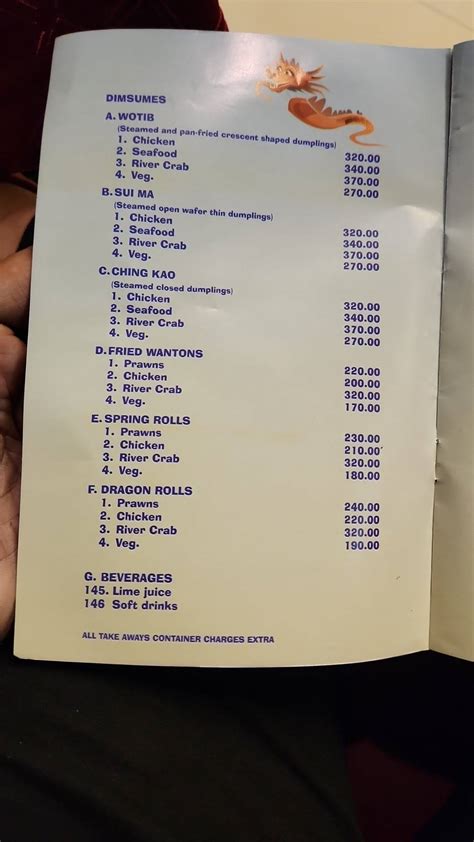 DIMSUMES
A. WOTIB
(Steamed and pan-fried crescent shaped dumplings)
1. Chicken 320.00
2. Seafood 340.00
3. River Crab 370.00
4. Veg. 270.00
B. SUI MA
(Steamed open wafer thin dumplings)
1. Chicken 320.00
2. Seafood 340.00
3. River Crab 370.00
4. Veg. 270.00
C. CHING KAO
(Steamed closed dumplings)
1. Chicken 320.00
2. Seafood 340.00
3. River Crab 370.00
4. Veg. 270.00
D. FRIED WANTONS
1. Prawns 220.00
2. Chicken 200.00
3. River Crab 320.00
4. Veg. 170.00
E. SPRING ROLLS
1. Prawns 230.00
2. Chicken 210.00
3. River Crab 320.00
4. Veg. 180.00
F. DRAGON ROLLS
1. Prawns 240.00
2. Chicken 220.00
3. River Crab 320.00
4. Veg. 190.00
G. BEVERAGES
145. Lime juice
146 Soft drinks
ALL TAKE AWAYS CONTAINER CHARGES EXTRA